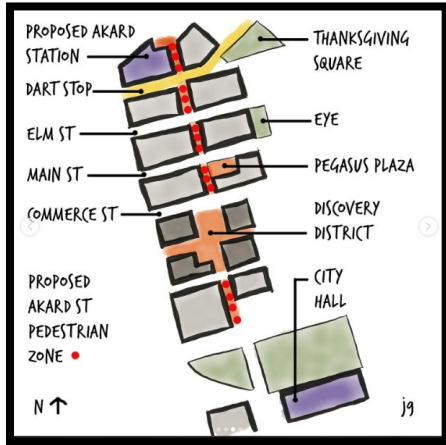 PROPOSED AKARD
STATION
DART STOP
ELM ST
MAIN ST
COMMERCE ST
PROPOSED
AKARD ST
PEDESTRIAN
ZONE
N
THANKSGIVING
SQUARE
EYE
PEGASUS PLAZA
DISCOVERY
DISTRICT
CITY
HALL
jg